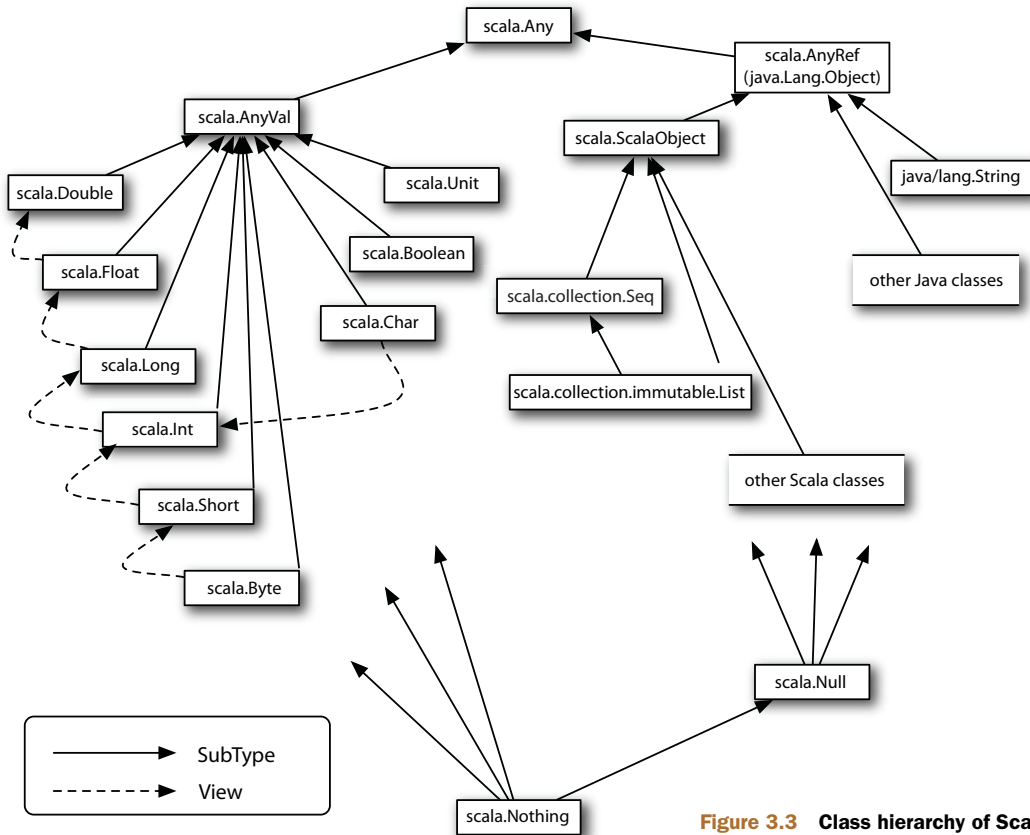 scala.Any
scala.AnyRef
(java.Lang.Object)
scala.AnyVal
scala.ScalaObject
java/lang.String
scala.Unit
scala.Double
scala.Boolean
scala.Float
other Java classes
scala.collection.Seq
scala.Char
scala.Long
scala.collection.immutable.List
scala.Int
other Scala classes
scala.Short
scala.Byte
scala.Null
SubType
View
scala.Nothing
Figure 3.3 Class hierarchy of Sca